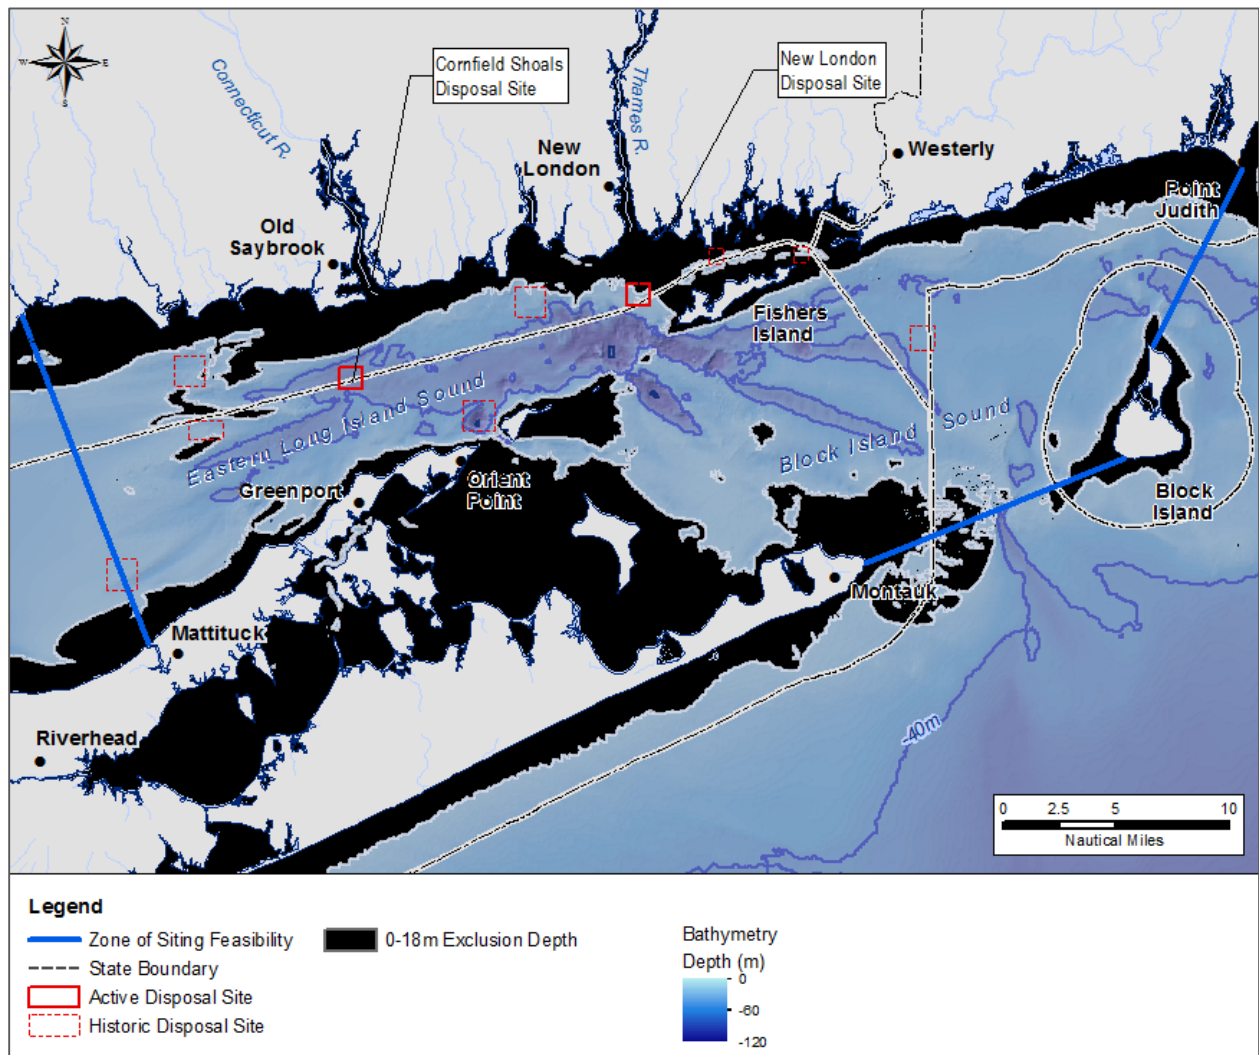 N
W
E
S
Connecticut R.
Cornfield Shoals
Disposal Site
Thames R.
New London
Disposal Site
New
London
Westerly
Old
Saybrook
Point
Judith
Fishers
Island
Eastern Long Island Sound
Block Island Sound
Greenport
Orient
Point
Block
Island
Montauk
Mattituck
Riverhead
-40m
0 2.5 5 10
Nautical Miles
Legend
Zone of Siting Feasibility
State Boundary
Active Disposal Site
Historic Disposal Site
0-18m Exclusion Depth
Bathymetry
Depth (m)
0
-60
-120